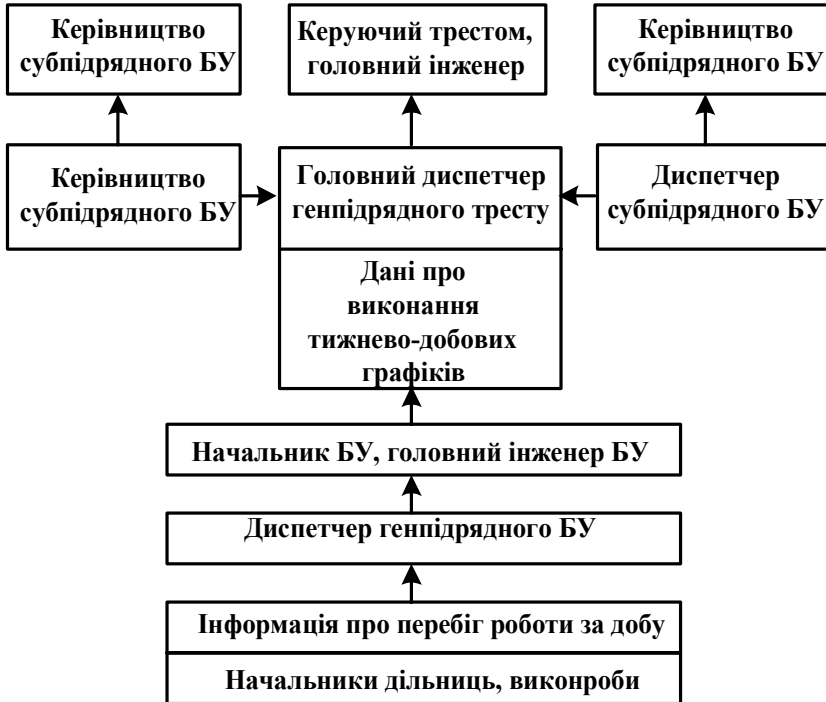 Керівництво
субпідрядного БУ
Керуючий трестом,
головний інженер
Керівництво
субпідрядного БУ
Керівництво
субпідрядного БУ
Головний диспетчер
генпідрядного тресту
Диспетчер
субпідрядного БУ
Дані про
виконання
тижнево-добових
графіків
Начальник БУ, головний інженер БУ
Диспетчер генпідрядного БУ
Інформація про перебіг роботи за добу
Начальники дільниць, виконроби